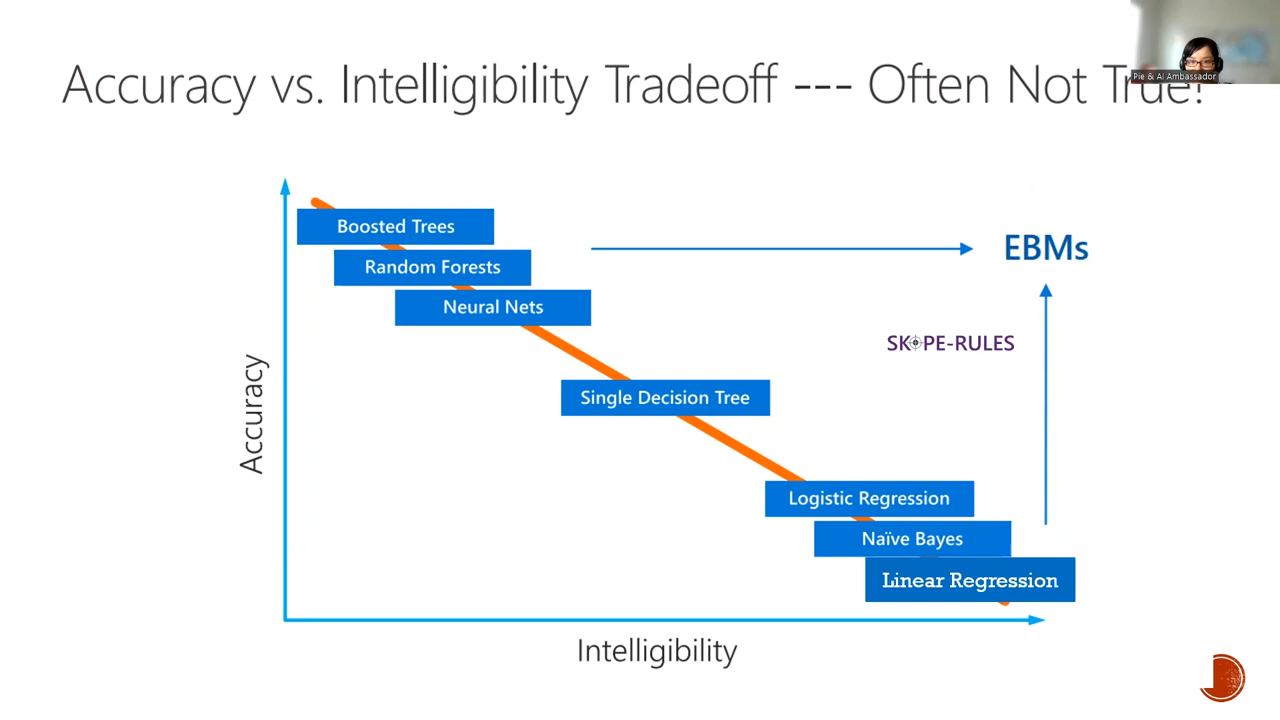 Accuracy vs. Intelligibility Tradeoff --- Often Not True!
Pie & AI Ambassador
Boosted Trees
Random Forests
Neural Nets
EBMs
SKOPE-RULES
Single Decision Tree
Logistic Regression
Naïve Bayes
Linear Regression
Accuracy
Intelligibility